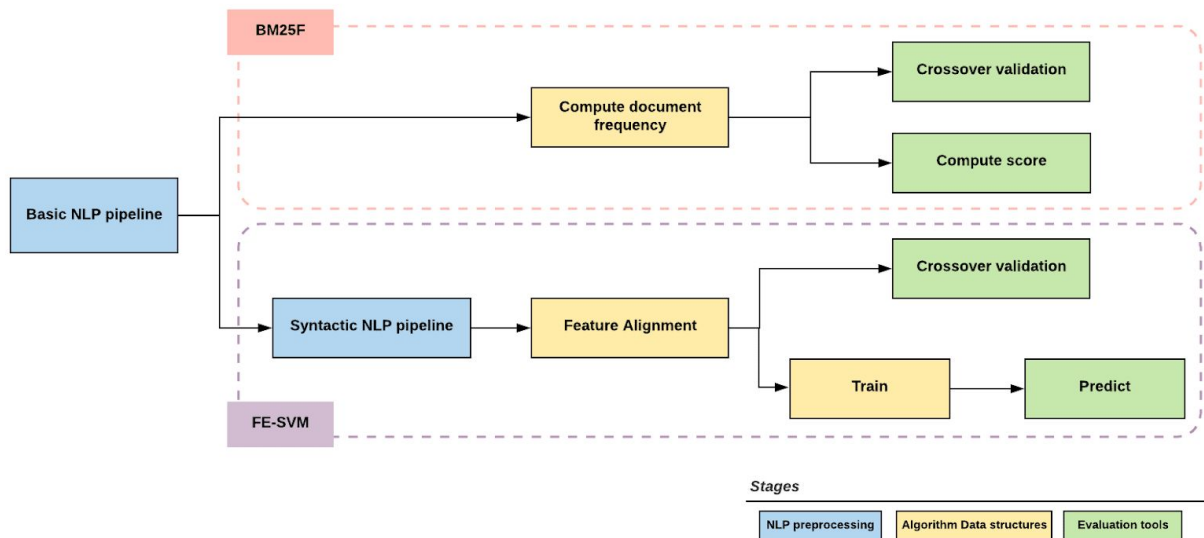 BM25F
Crossover validation
Compute document
frequency
Compute score
Basic NLP pipeline
Crossover validation
Syntactic NLP pipeline
Feature Alignment
Train
Predict
FE-SVM
Stages
NLP preprocessing
Algorithm Data structures
Evaluation tools